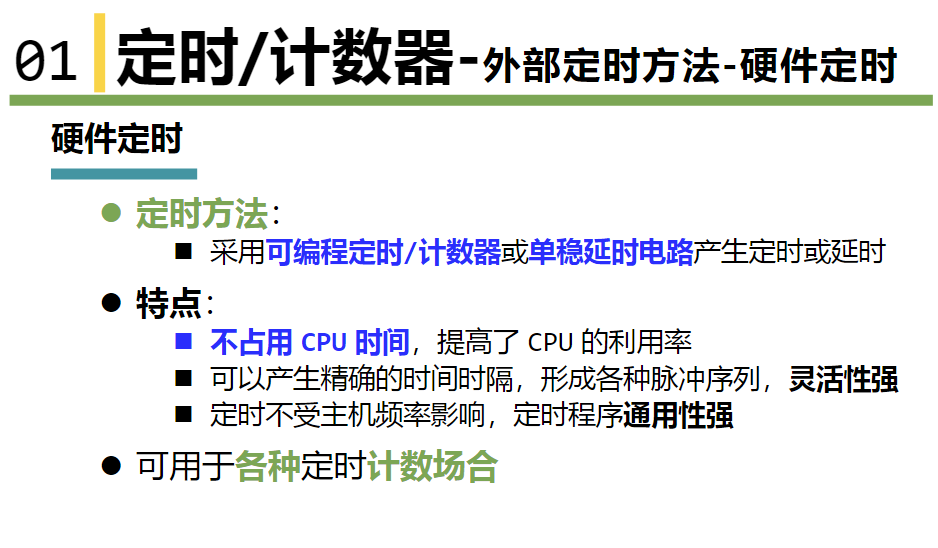 01 定时/计数器-外部定时方法-硬件定时
硬件定时
● 定时方法：
■ 采用可编程定时/计数器或单稳延时电路产生定时或延时
● 特点：
■ 不占用 CPU 时间，提高了 CPU 的利用率
■ 可以产生精确的时间时隔，形成各种脉冲序列，灵活性强
■ 定时不受主机频率影响，定时程序通用性强
● 可用于各种定时计数场合